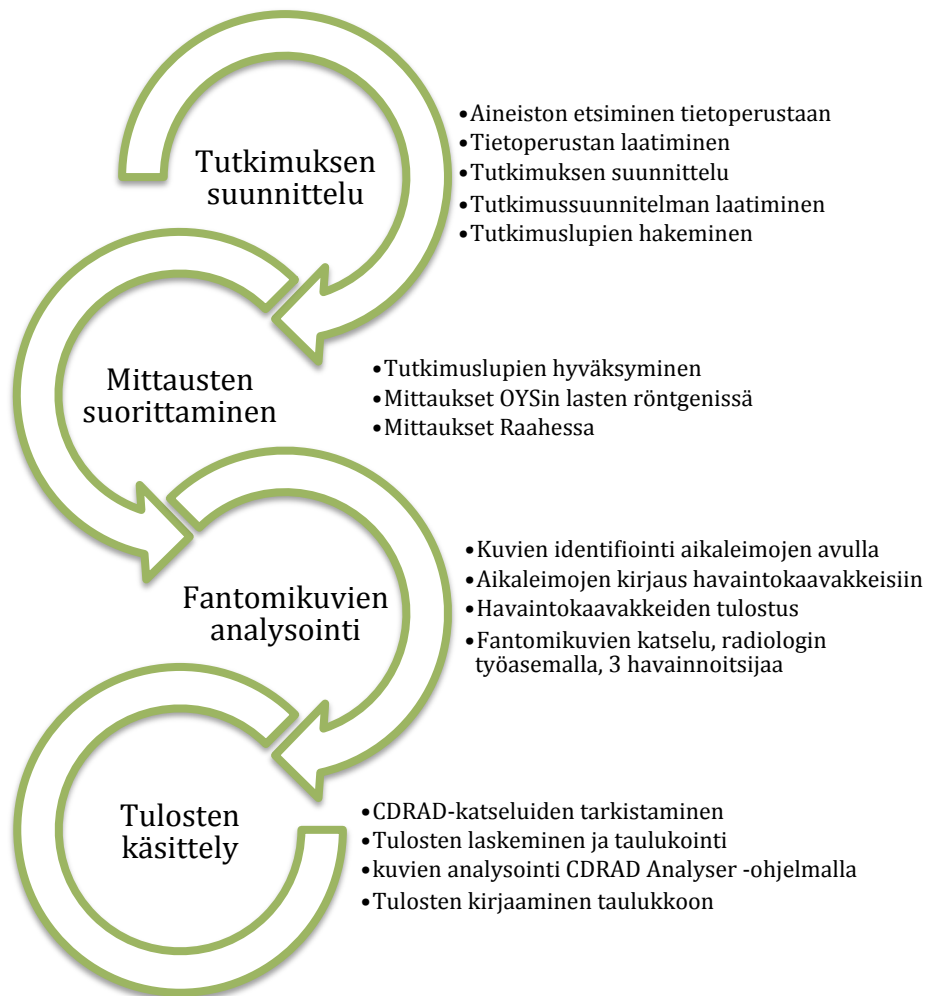 Tutkimuksen
suunnittelu
•Aineiston etsiminen tietoperustaan
•Tietoperustan laatiminen
•Tutkimuksen suunnittelu
•Tutkimussuunnitelman laatiminen
•Tutkimuslupien hakeminen
Mittausten
suorittaminen
•Tutkimuslupien hyväksyminen
•Mittaukset OYSin lasten röntgenissä
•Mittaukset Raahessa
Fantomikuvien
analysointi
•Kuvien identifiointi aikaleimojen avulla
•Aikaleimojen kirjaus havaintokaavakkeisiin
•Havaintokaavakkeiden tulostus
•Fantomikuvien katselu, radiologin
työasemalla, 3 havainnoitsijaa
Tulosten
käsittely
•CDRAD-katseluiden tarkistaminen
•Tulosten laskeminen ja taulukointi
•kuvien analysointi CDRAD Analyser -ohjelmalla
•Tulosten kirjaaminen taulukkoon